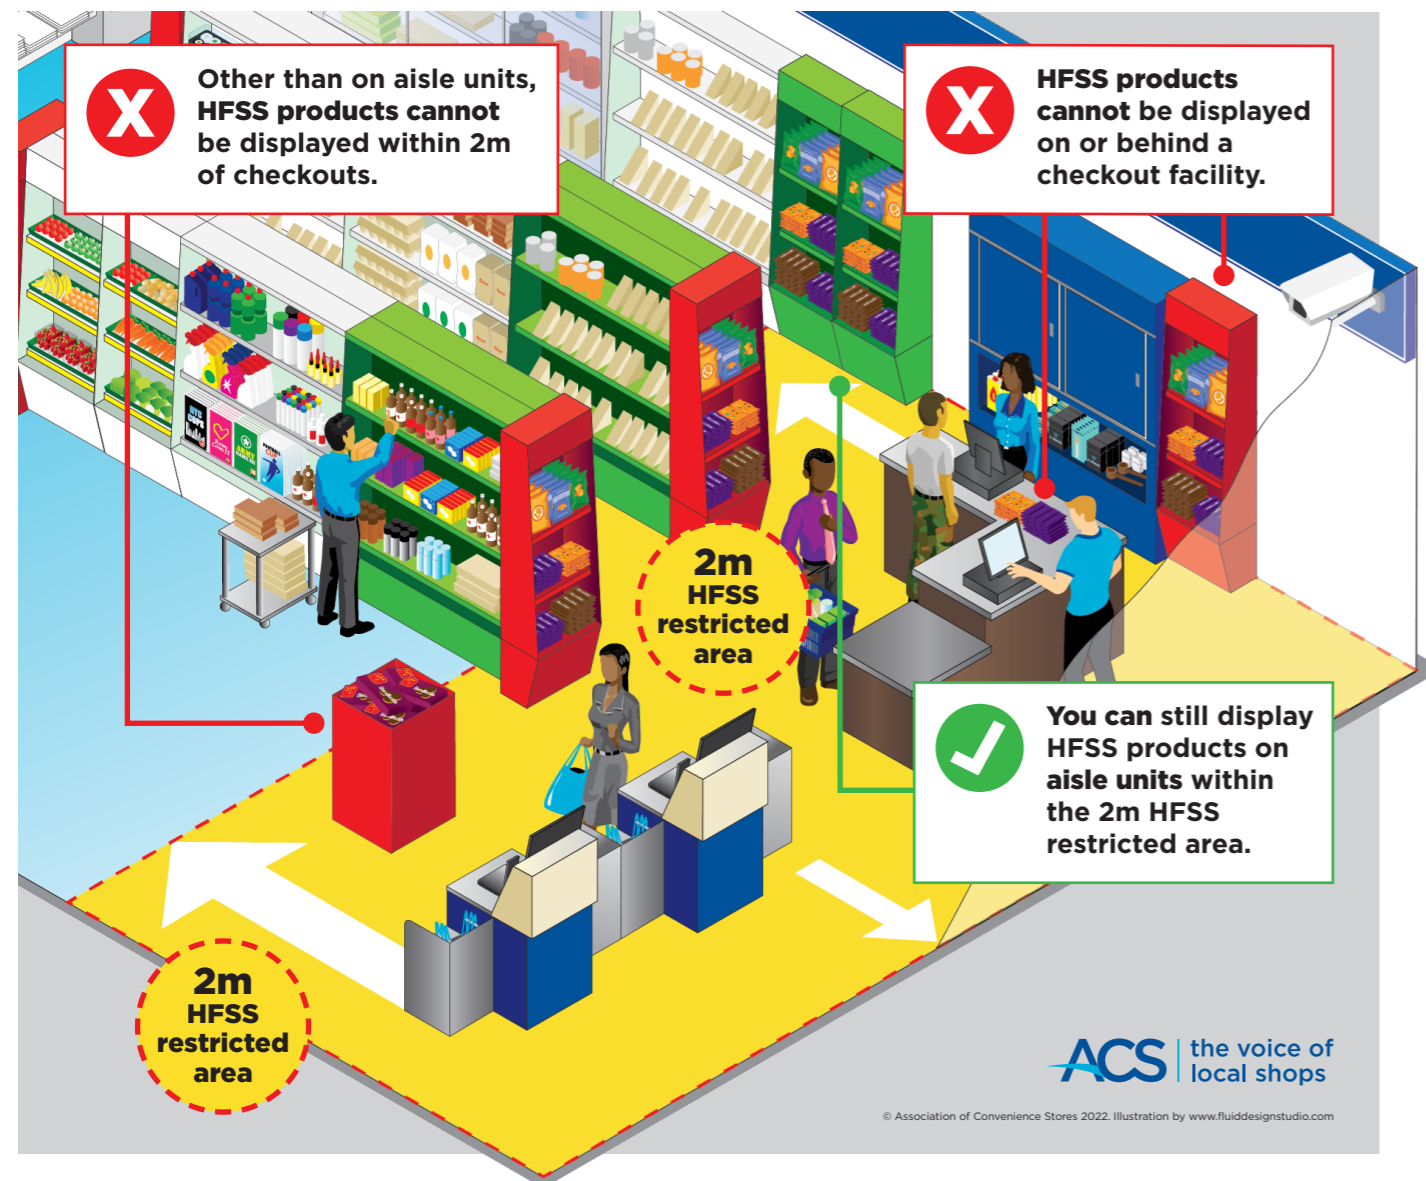 Other than on aisle units,
HFSS products cannot
be displayed within 2m
of checkouts.
HFSS products
cannot be displayed
on or behind a
checkout facility.
2m
HFSS
restricted
area
You can still display
HFSS products on
aisle units within
the 2m HFSS
restricted area.
2m
HFSS
restricted
area
ACS
the voice of
local shops
© Association of Convenience Stores 2022. Illustration by www.fluiddesignstudio.com